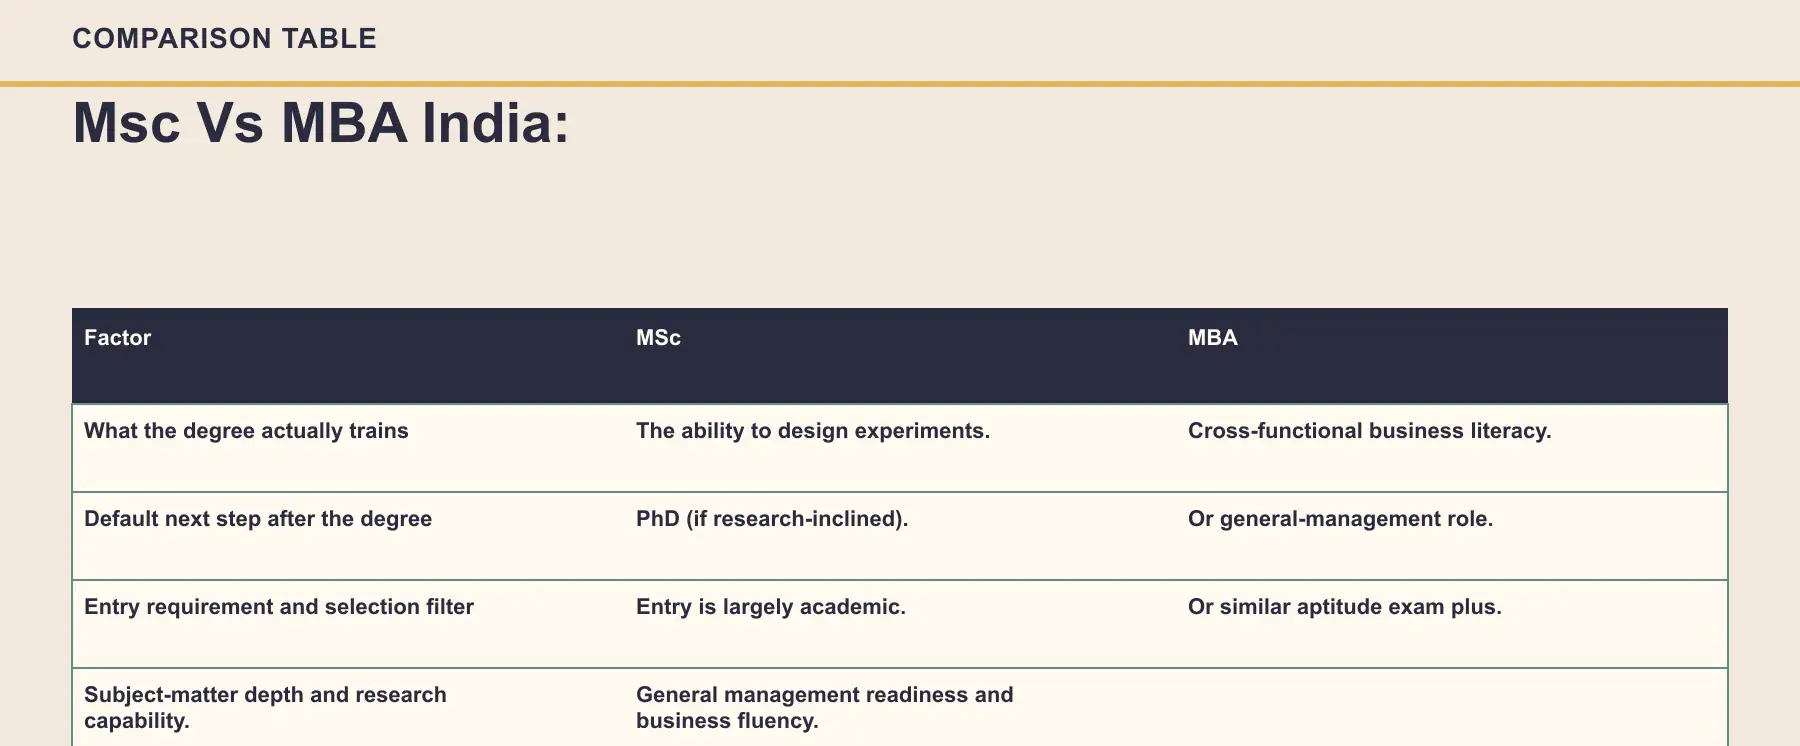 COMPARISON TABLE
Msc Vs MBA India:
Factor MSc MBA
What the degree actually trains The ability to design experiments. Cross-functional business literacy.
Default next step after the degree PhD (if research-inclined). Or general-management role.
Entry requirement and selection filter Entry is largely academic. Or similar aptitude exam plus.
Subject-matter depth and research General management readiness and
capability. business fluency.